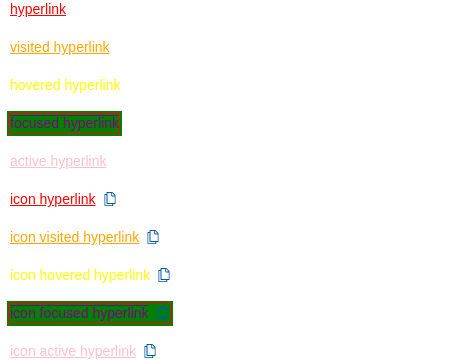 hyperlink
visited hyperlink
hovered hyperlink
focused hyperlink
active hyperlink
icon hyperlink
icon visited hyperlink
icon hovered hyperlink
icon focused hyperlink
icon active hyperlink